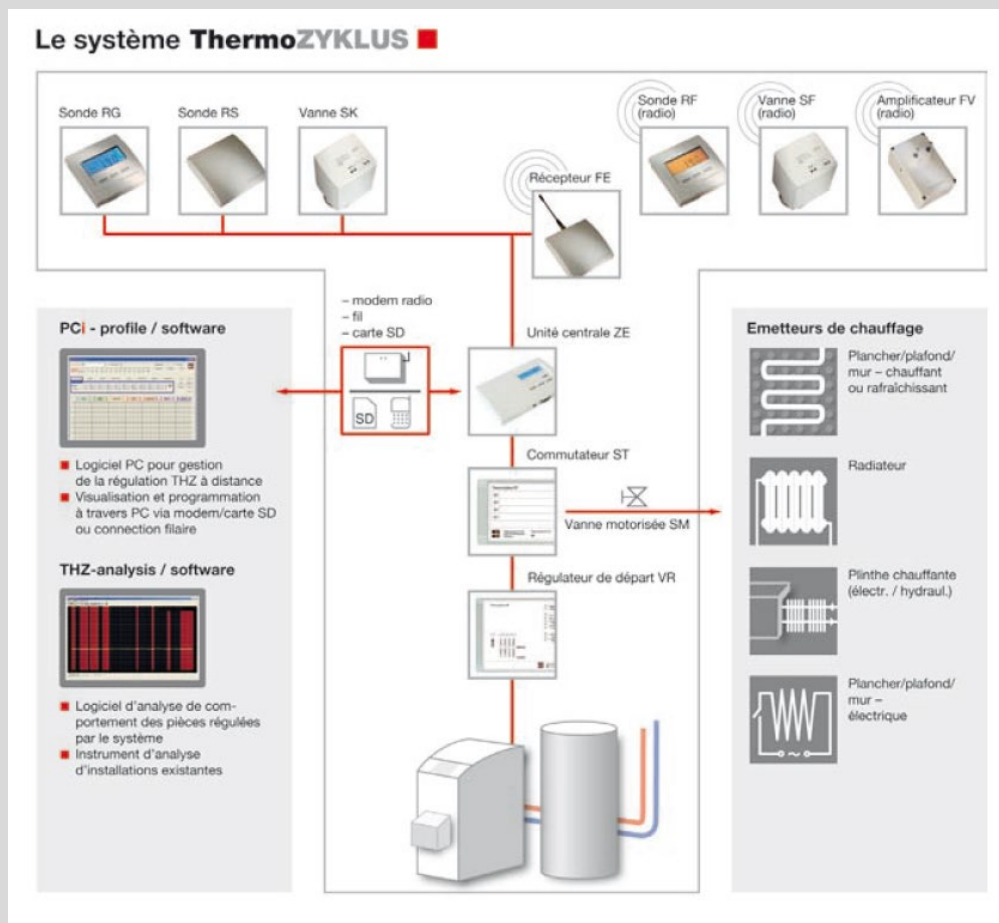 Le système ThermoZYKLUS
Sonde RG
Sonde RS
Vanne SK
Sonde RF
(radio)
Vanne SF
(radio)
Amplificateur FV
(radio)
Récepteur FE
– modem radio
– fil
– carte SD
SD
Unité centrale ZE
Commutateur ST
Vanne motorisée SM
Régulateur de départ VR
PCi - profile / software
Logiciel PC pour gestion
de la régulation THZ à distance
Visualisation et programmation
à travers PC via modem/carte SD
ou connection filaire
THZ-analysis / software
Logiciel d'analyse de com-
portement des pièces régulées
par le système
Instrument d'analyse
d'installations existantes
Emetteurs de chauffage
Plancher/plafond/
mur – chauffant
ou rafraîchissant
Radiateur
Plinthe chauffante
(électr. / hydraul.)
Plancher/plafond/
mur –
électrique